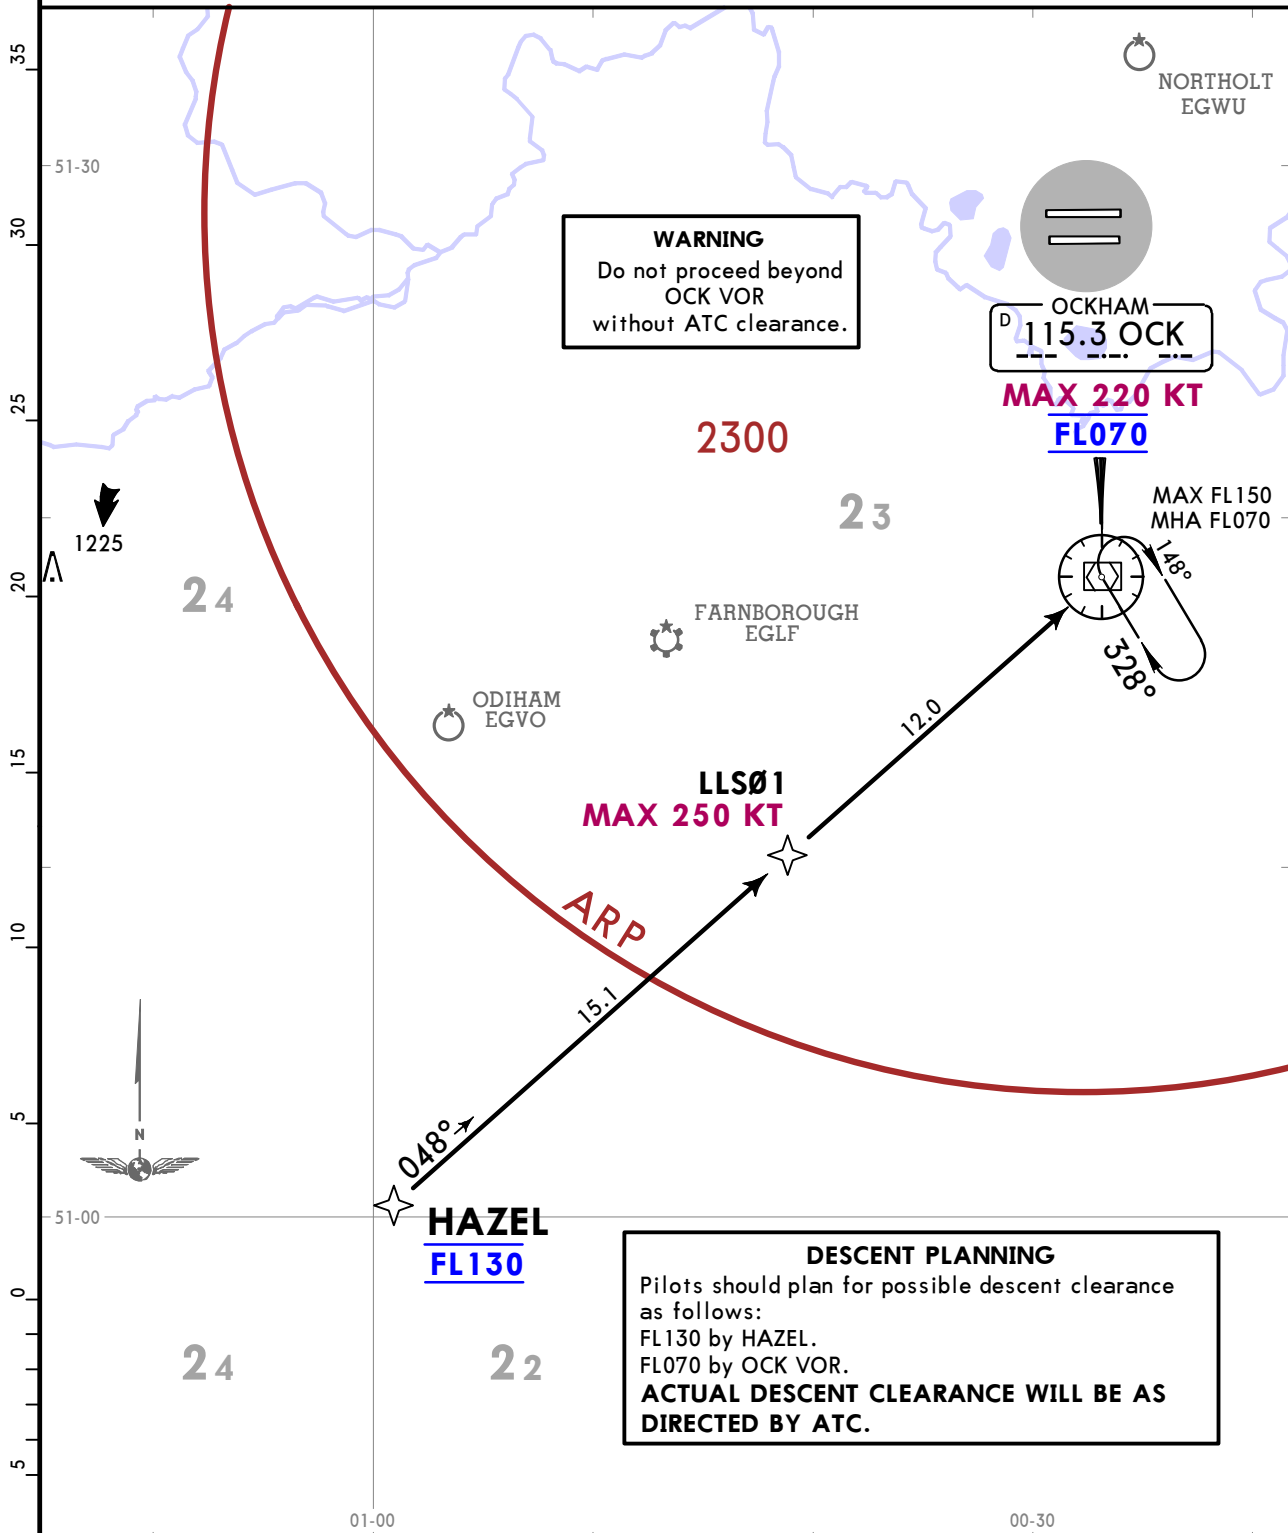 35
NORTHOLT
EGWU
51-30
30
WARNING
Do not proceed beyond
OCK VOR
without ATC clearance.
OCKHAM
D 115.3 OCK
MAX 220 KT
FL070
25
2300
23
MAX FL150
MHA FL070
148°
328°
1225
20
24
FARNBOROUGH
EGLF
ODIHAM
EGVO
12.0
15
LLSØ1
MAX 250 KT
ARP
10
15.1
5
N
048°
51-00
HAZEL
FL130
0
DESCENT PLANNING
Pilots should plan for possible descent clearance
as follows:
FL130 by HAZEL.
FL070 by OCK VOR.
ACTUAL DESCENT CLEARANCE WILL BE AS
DIRECTED BY ATC.
24
22
5
01-00
00-30